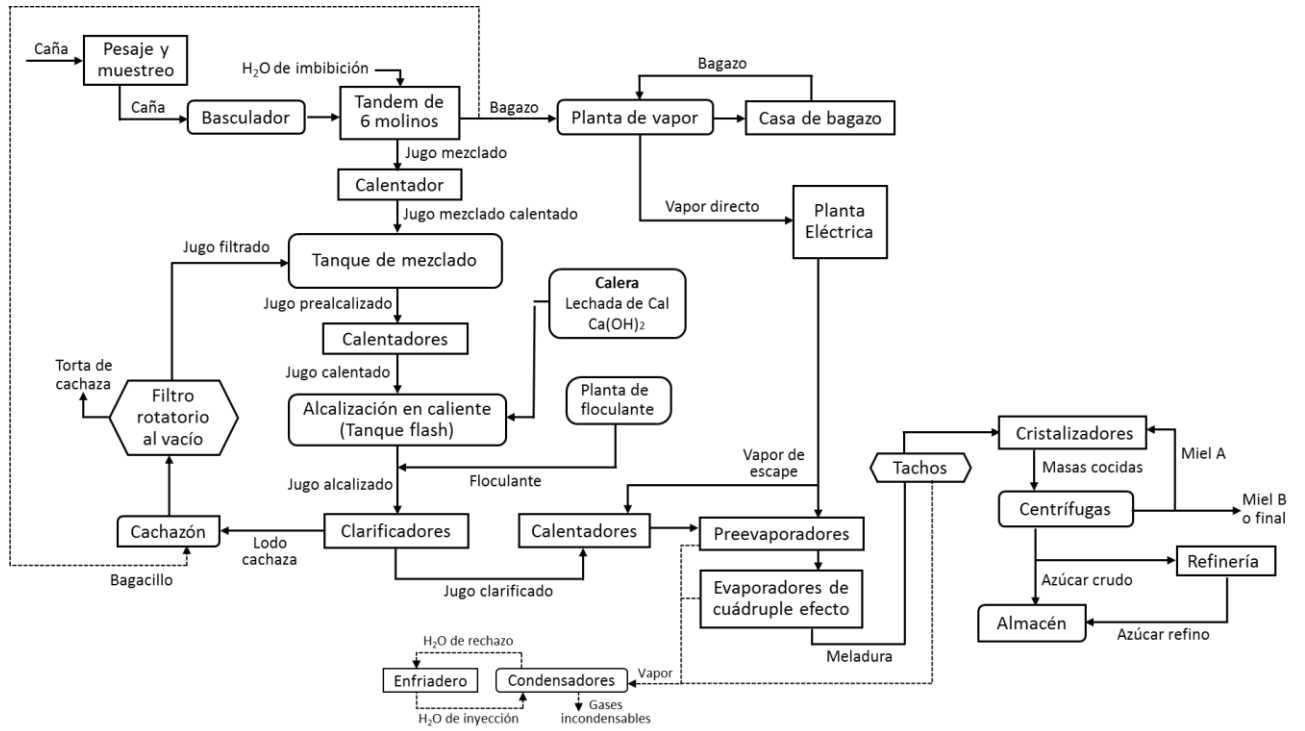 Caña
Pesaje y
muestreo
H₂O de imbibición
Caña
Basculador
Tandem de
6 molinos
Bagazo
Planta de vapor
Bagazo
Casa de bagazo
Jugo mezclado
Calentador
Jugo mezclado calentado
Vapor directo
Planta
Eléctrica
Jugo filtrado
Tanque de mezclado
Jugo prealcalizado
Calera
Lechada de Cal
Ca(OH)₂
Calentadores
Jugo calentado
Torta de
cachaza
Filtro
rotatorio
al vacío
Alcalización en caliente
(Tanque flash)
Planta de
floculante
Jugo alcalizado
Floculante
Vapor de
escape
Tachos
Cristalizadores
Masas cocidas
Miel A
Centrífugas
Miel B
o final
Cachazón
Lodo
cachaza
Clarificadores
Calentadores
Preevaporadores
Bagacillo
Jugo clarificado
Evaporadores de
cuádruple efecto
Azúcar crudo
Refinería
Almacén
Azúcar refino
Meladura
H₂O de rechazo
Enfriadero
Condensadores
Vapor
H₂O de inyección
Gases
incondensables